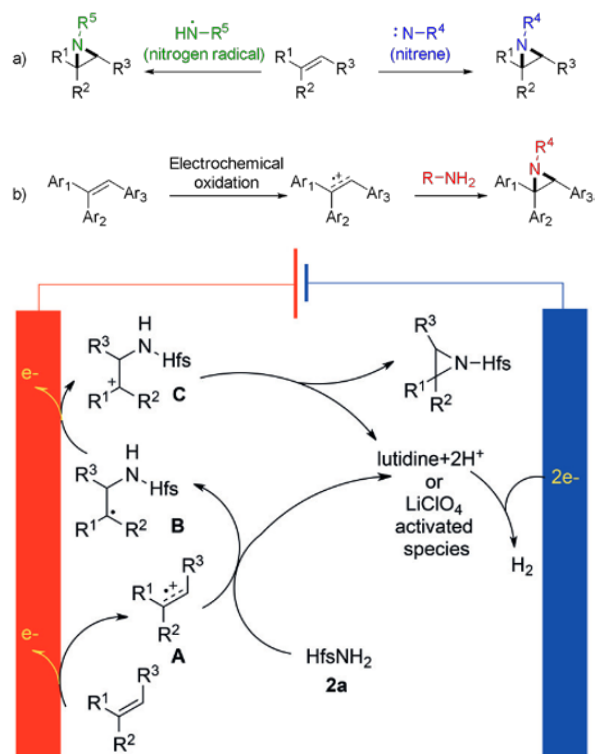 a)
R⁵
N
R¹
R³
R²
HṄ–R⁵
(nitrogen radical)
R¹
R³
R²
:N–R⁴
(nitrene)
R⁴
N
R¹
R³
R²
b)
Ar₁
Ar₃
Ar₂
Electrochemical
oxidation
•+
Ar₁
Ar₃
Ar₂
R–NH₂
R⁴
N
Ar₁
Ar₃
Ar₂
H
R³
N
Hfs
+
R¹
R²
C
e-
R³
N–Hfs
R¹
R²
H
R³
N
Hfs
•
R¹
R²
B
lutidine+2H⁺
or
LiClO₄
activated
species
2e-
H₂
R³
•+
R¹
R²
A
e-
R³
R¹
R²
HfsNH₂
2a